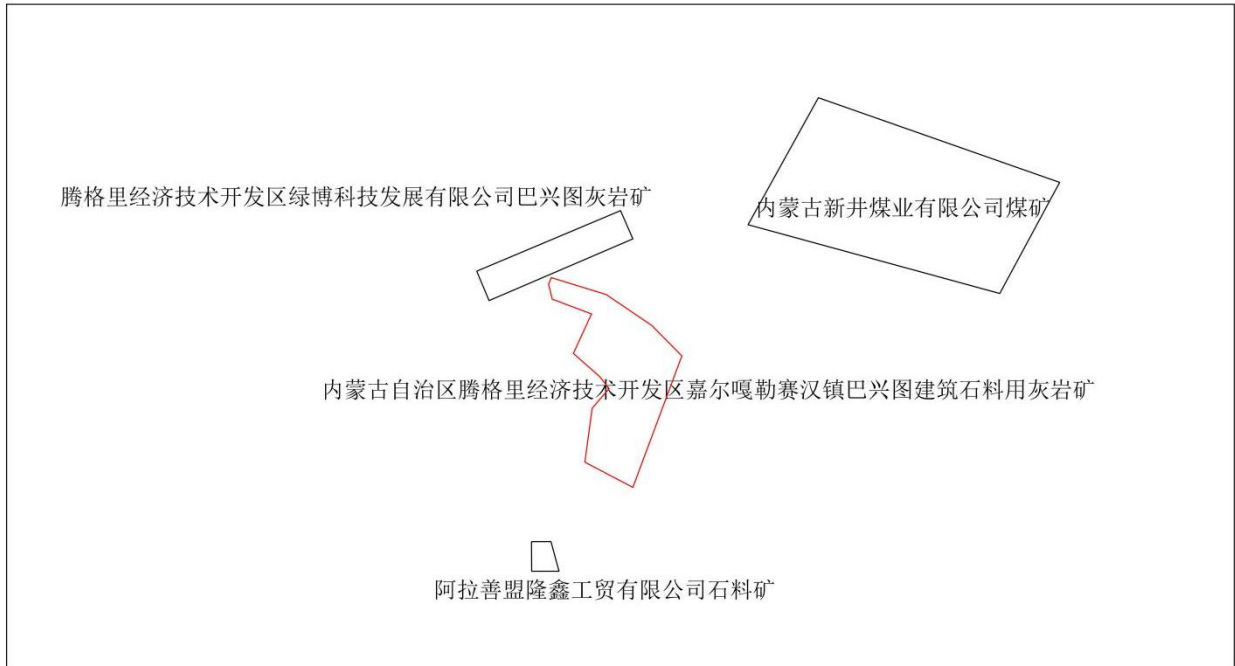 腾格里经济技术开发区绿博科技发展有限公司巴兴图灰岩矿
内蒙古新井煤业有限公司煤矿
内蒙古自治区腾格里经济技术开发区嘉尔嘎勒赛汉镇巴兴图建筑石料用灰岩矿
阿拉善盟隆鑫工贸有限公司石料矿